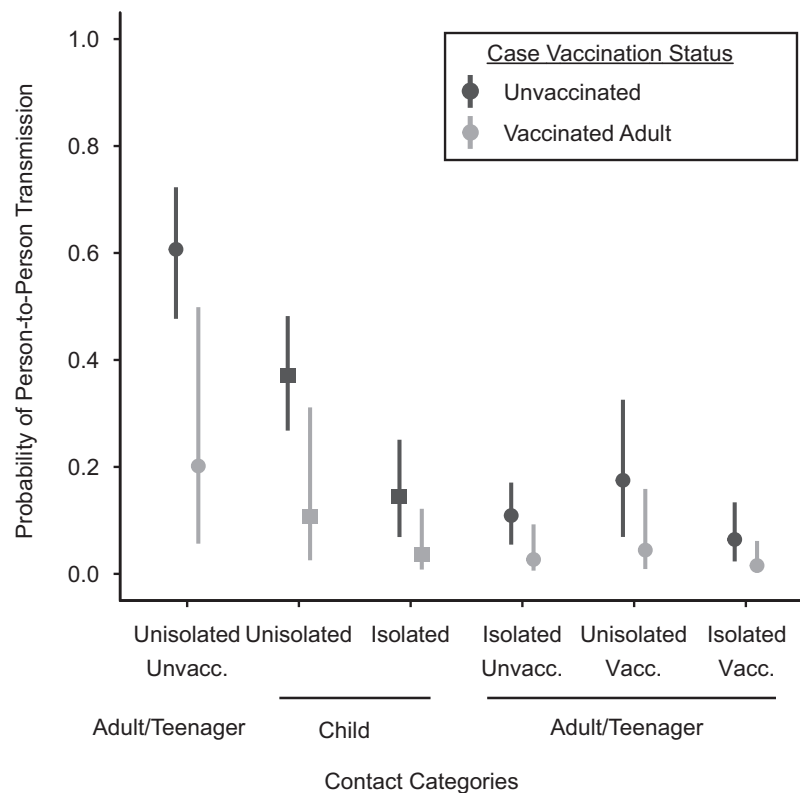 Probability of Person-to-Person Transmission
1.0
0.8
0.6
0.4
0.2
0.0
Case Vaccination Status
Unvaccinated
Vaccinated Adult
Unisolated Unisolated Isolated Isolated Unisolated Isolated
Unvacc. Unvacc. Vacc. Vacc.
Adult/Teenager Child Adult/Teenager
Contact Categories